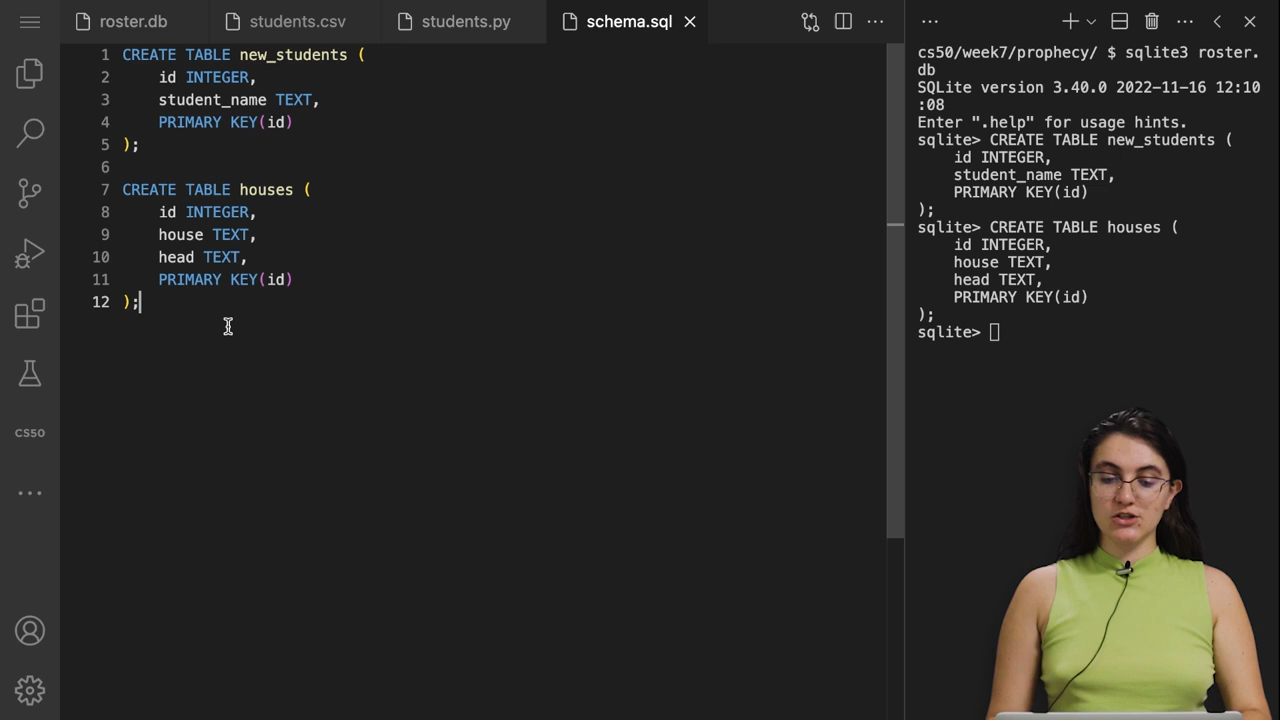 roster.db students.csv students.py schema.sql
1 CREATE TABLE new_students (
2 id INTEGER,
3 student_name TEXT,
4 PRIMARY KEY(id)
5 );
6
7 CREATE TABLE houses (
8 id INTEGER,
9 house TEXT,
10 head TEXT,
11 PRIMARY KEY(id)
12 );
CS50
cs50/week7/prophecy/ $ sqlite3 roster.
db
SQLite version 3.40.0 2022-11-16 12:10
:08
Enter ".help" for usage hints.
sqlite> CREATE TABLE new_students (
id INTEGER,
student_name TEXT,
PRIMARY KEY(id)
);
sqlite> CREATE TABLE houses (
id INTEGER,
house TEXT,
head TEXT,
PRIMARY KEY(id)
);
sqlite>